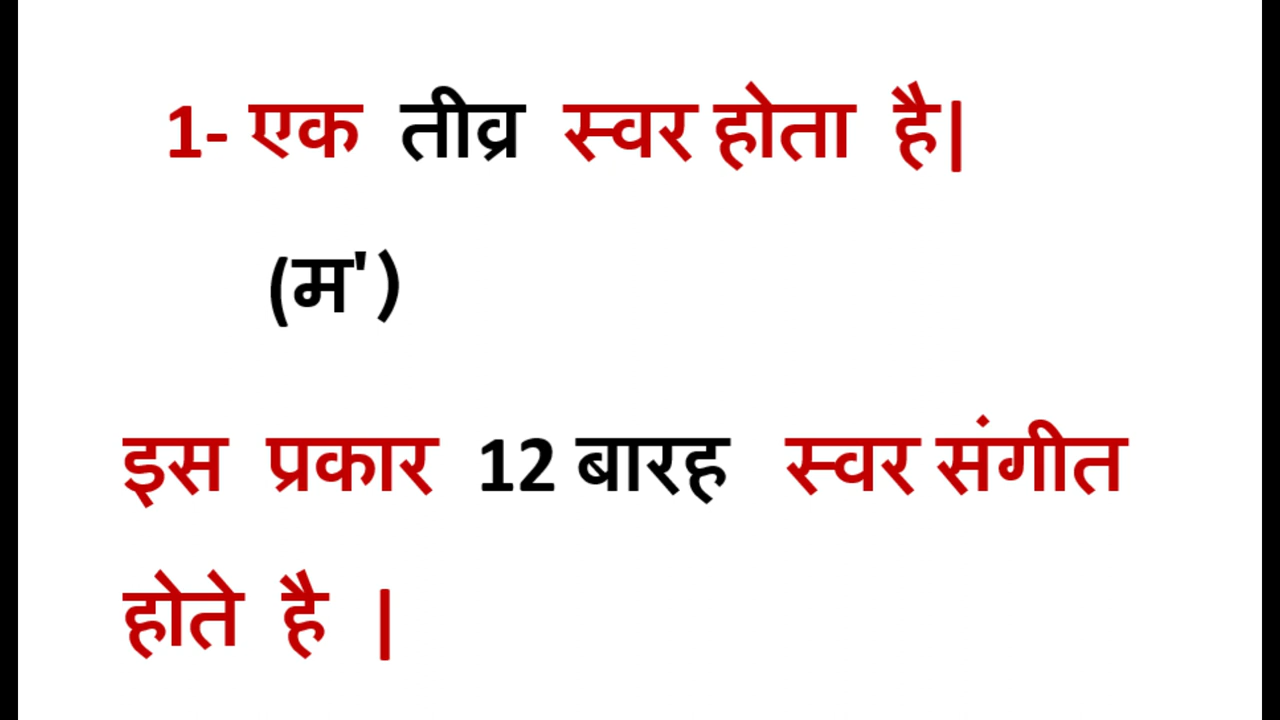 1- एक तीव्र स्वर होता है|
(म')
इस प्रकार 12 बारह स्वर संगीत
होते है |